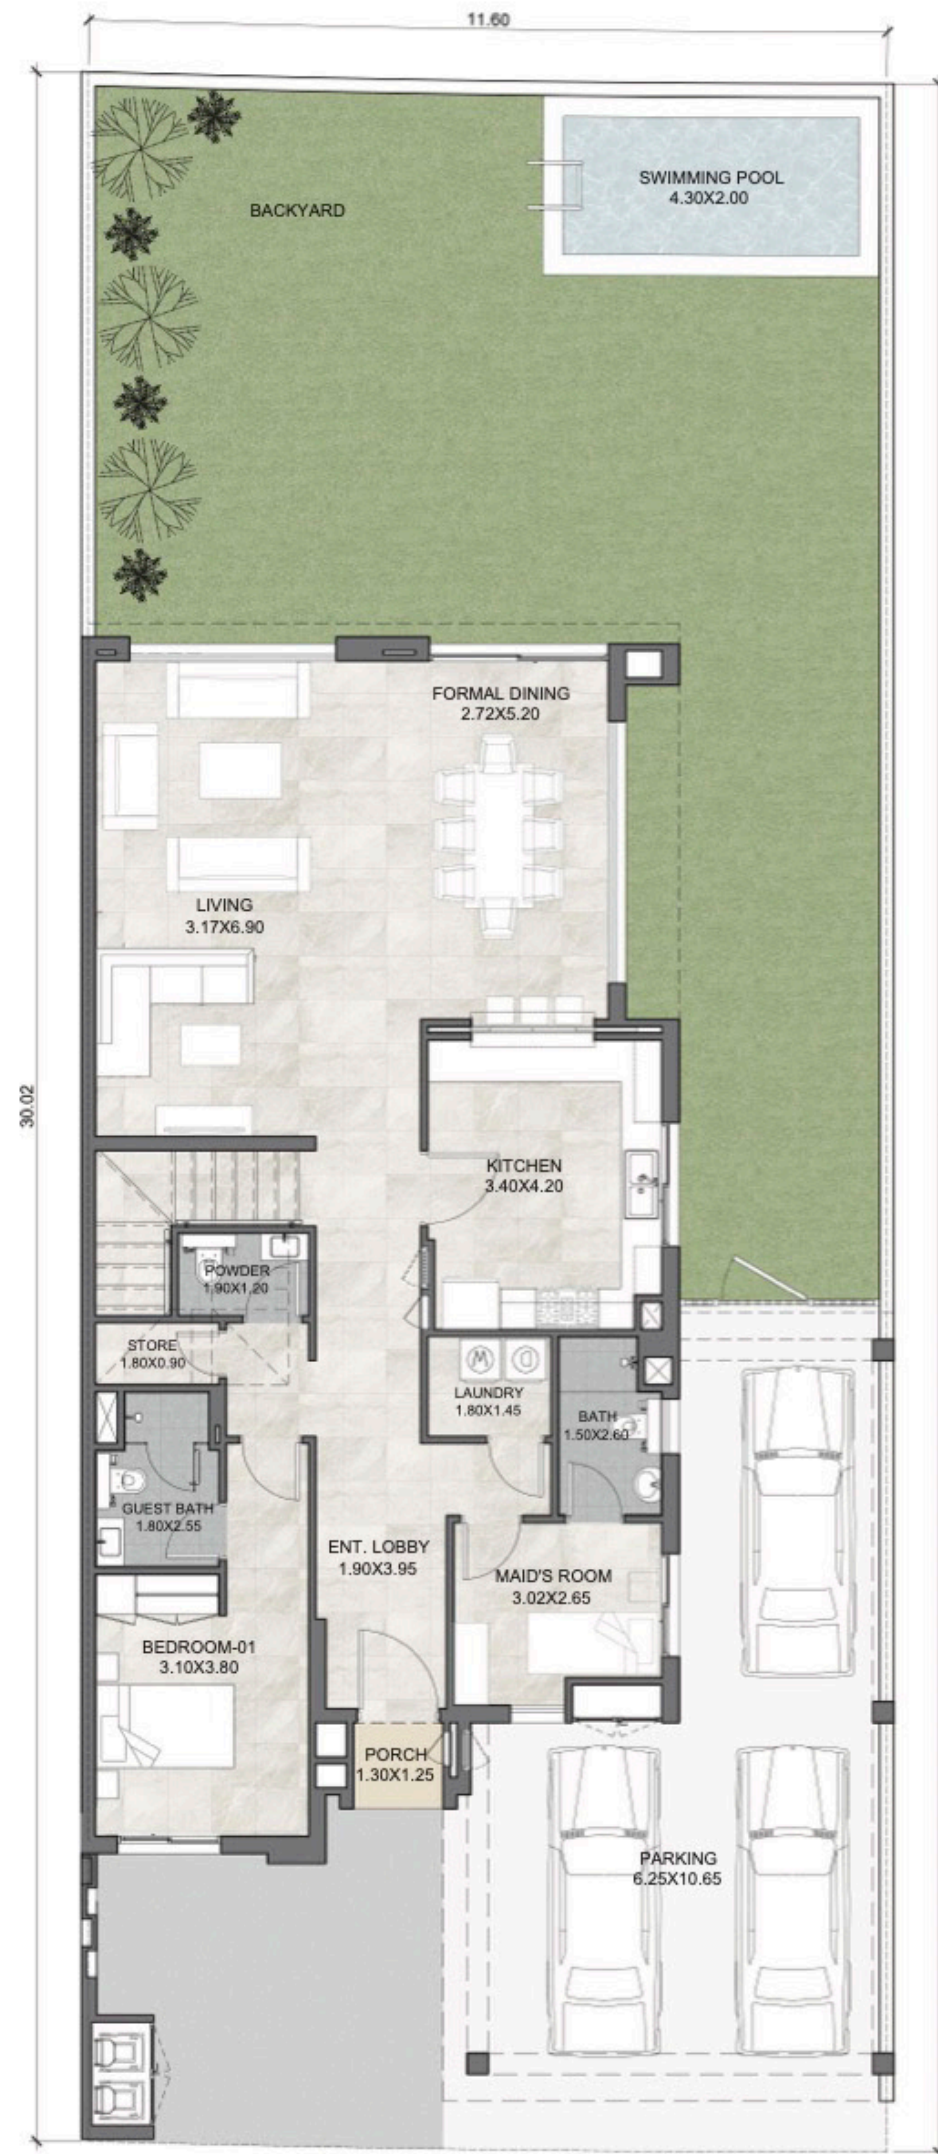 11.60
SWIMMING POOL
4.30X2.00
BACKYARD
FORMAL DINING
2.72X5.20
LIVING
3.17X6.90
30.02
KITCHEN
3.40X4.20
POWDER
1.90X1.20
STORE
1.80X0.90
W D
LAUNDRY
1.80X1.45
BATH
1.50X2.60
GUEST BATH
1.80X2.55
ENT. LOBBY
1.90X3.95
MAID'S ROOM
3.02X2.65
BEDROOM-01
3.10X3.80
PORCH
1.30X1.25
PARKING
6.25X10.65